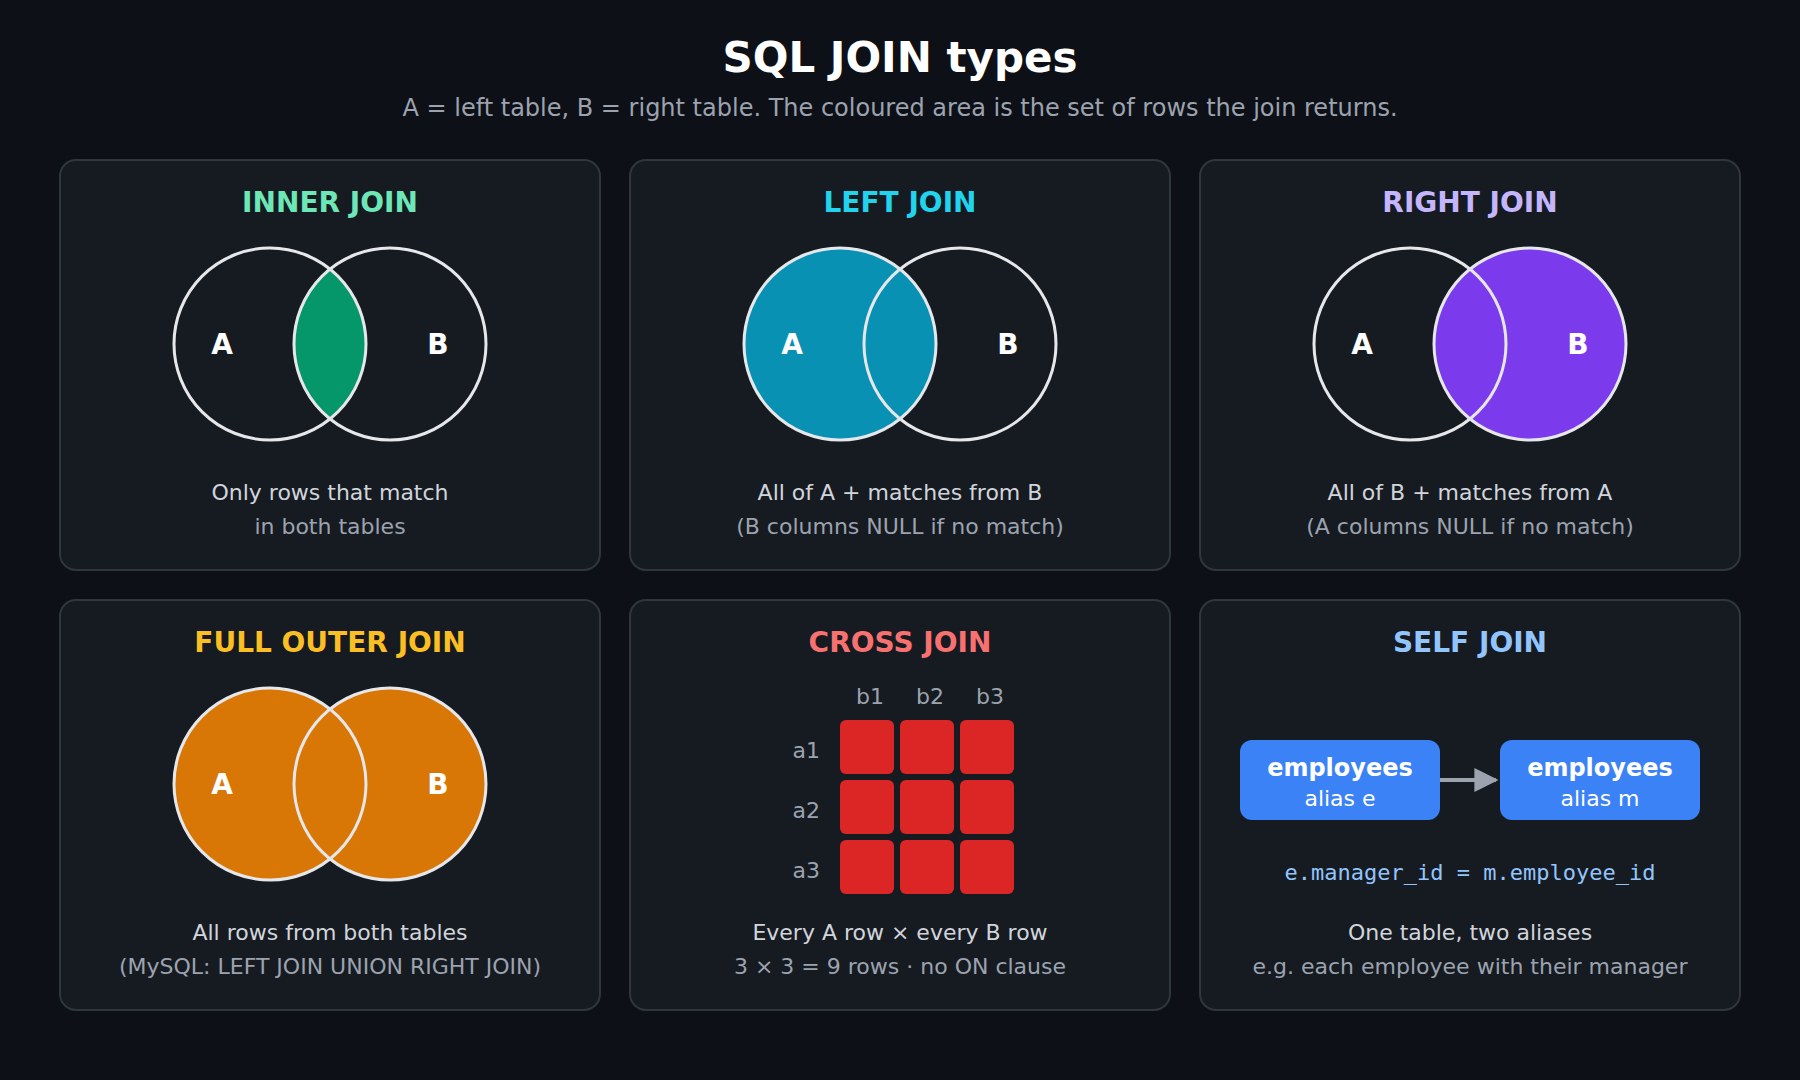 SQL JOIN types
A = left table, B = right table. The coloured area is the set of rows the join returns.
INNER JOIN
A
B
Only rows that match
in both tables
LEFT JOIN
A
B
All of A + matches from B
(B columns NULL if no match)
RIGHT JOIN
A
B
All of B + matches from A
(A columns NULL if no match)
FULL OUTER JOIN
A
B
All rows from both tables
(MySQL: LEFT JOIN UNION RIGHT JOIN)
CROSS JOIN
b1 b2 b3
a1
a2
a3
Every A row × every B row
3 × 3 = 9 rows · no ON clause
SELF JOIN
employees
alias e
employees
alias m
e.manager_id = m.employee_id
One table, two aliases
e.g. each employee with their manager